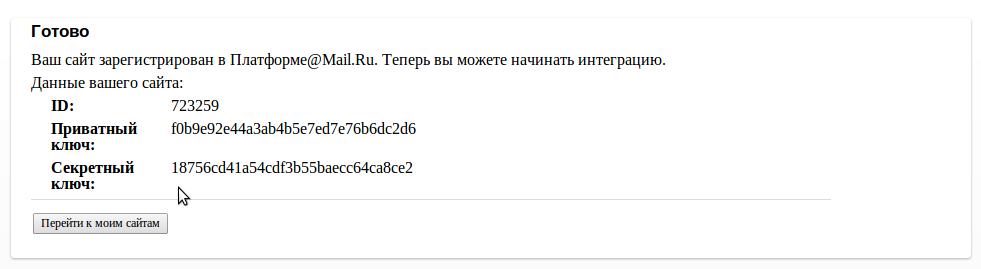 Готово
Ваш сайт зарегистрирован в Платформе@Mail.Ru. Теперь вы можете начинать интеграцию.
Данные вашего сайта:
ID: 723259
Приватный f0b9e92e44a3ab4b5e7ed7e76b6dc2d6
ключ:
Секретный 18756cd41a54cdf3b55baecc64ca8ce2
ключ:
Перейти к моим сайтам